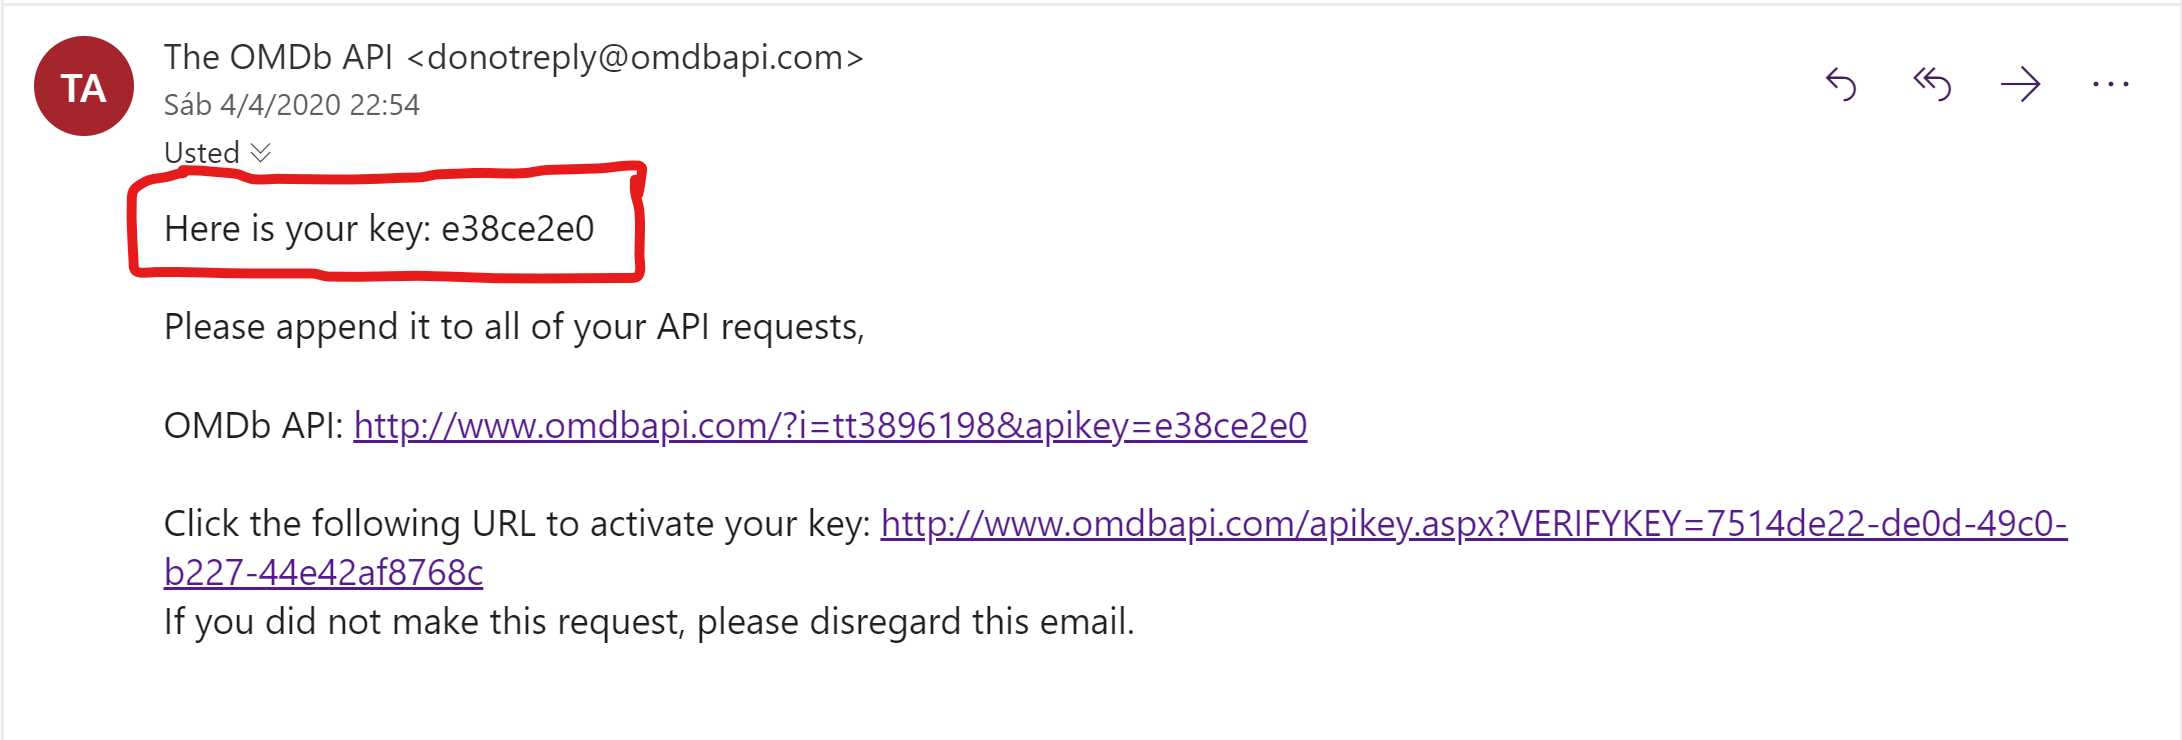 TA
The OMDb API <donotreply@omdbapi.com>
Sáb 4/4/2020 22:54
Usted
Here is your key: e38ce2e0
Please append it to all of your API requests,
OMDb API: http://www.omdbapi.com/?i=tt3896198&apikey=e38ce2e0
Click the following URL to activate your key: http://www.omdbapi.com/apikey.aspx?VERIFYKEY=7514de22-de0d-49c0-
b227-44e42af8768c
If you did not make this request, please disregard this email.